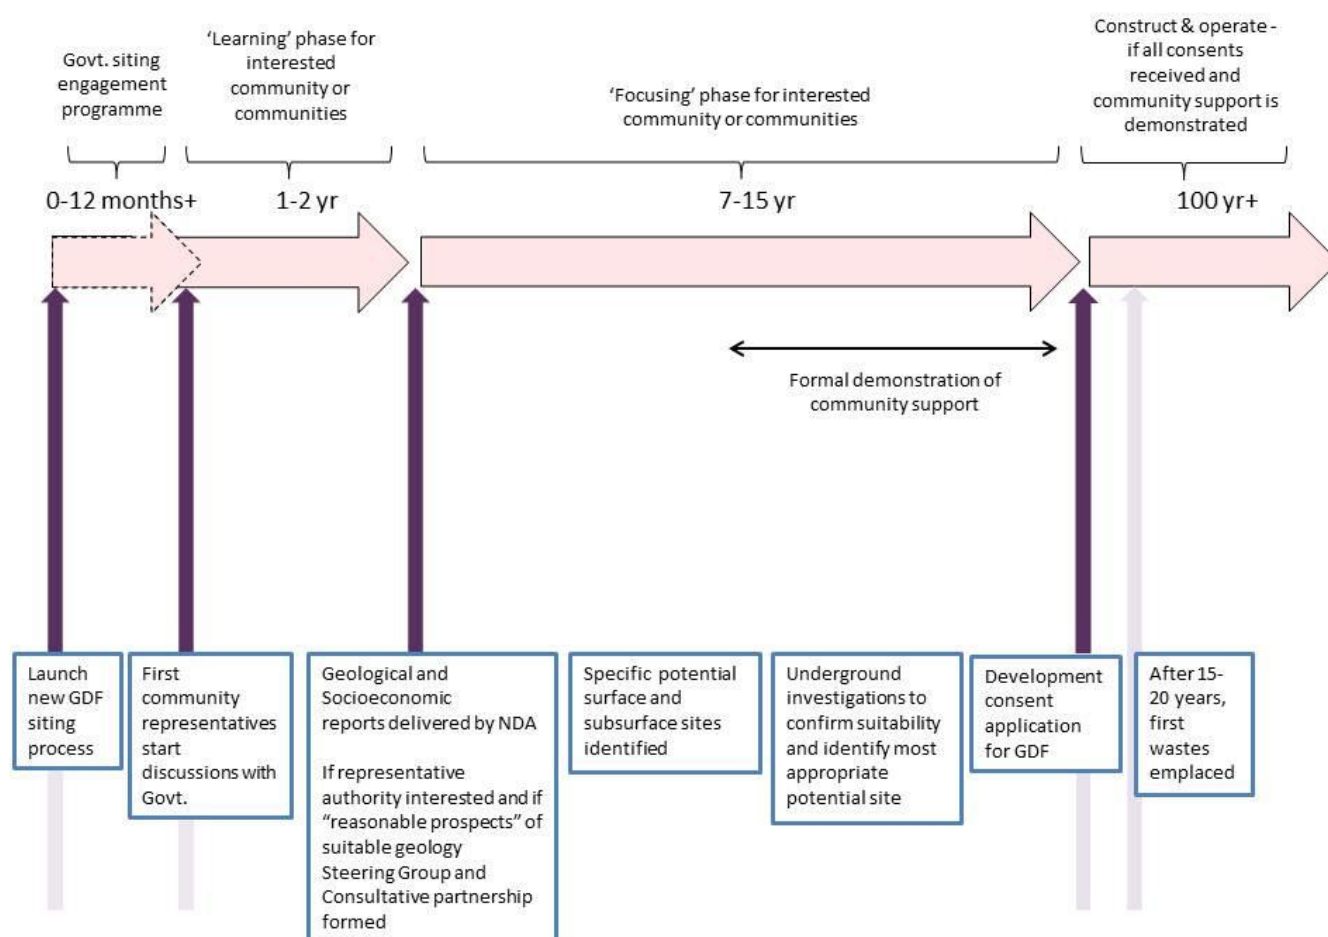 Govt. siting
engagement
programme
‘Learning’ phase for
interested
community or
communities
‘Focusing’ phase for interested
community or communities
Construct & operate -
if all consents
received and
community support is
demonstrated
0-12 months+
1-2 yr
7-15 yr
100 yr+
Formal demonstration of
community support
Launch
new GDF
siting
process
First
community
representatives
start
discussions with
Govt.
Geological and
Socioeconomic
reports delivered by NDA
If representative
authority interested and if
“reasonable prospects” of
suitable geology
Steering Group and
Consultative partnership
formed
Specific potential
surface and
subsurface sites
identified
Underground
investigations to
confirm suitability
and identify most
appropriate
potential site
Development
consent
application
for GDF
After 15-
20 years,
first
wastes
emplaced